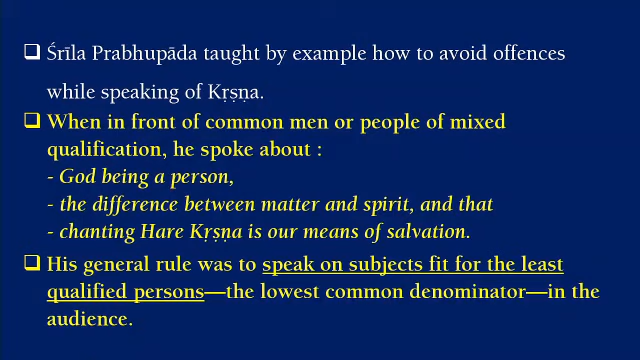 ❑ Śrīla Prabhupāda taught by example how to avoid offences
while speaking of Kṛṣṇa.
❑ When in front of common men or people of mixed
qualification, he spoke about :
- God being a person,
- the difference between matter and spirit, and that
- chanting Hare Kṛṣṇa is our means of salvation.
❑ His general rule was to speak on subjects fit for the least
qualified persons—the lowest common denominator—in the
audience.